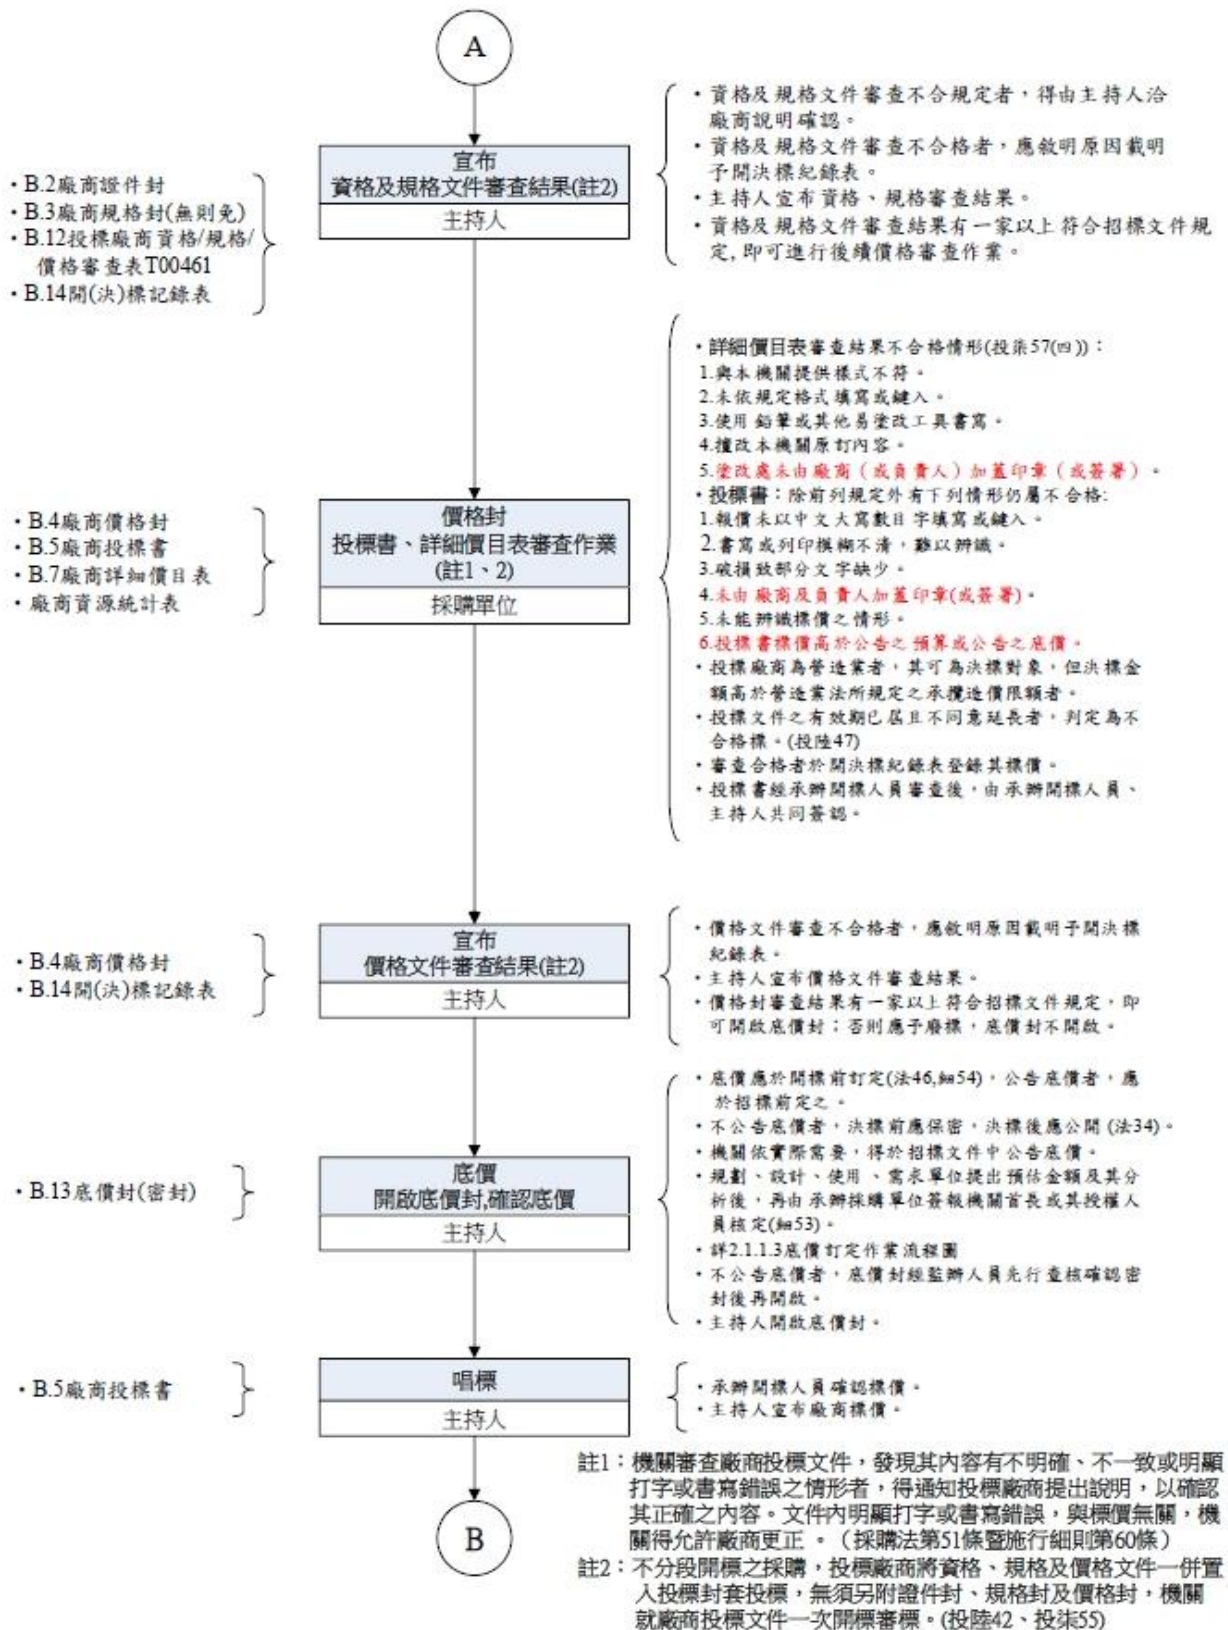 A
宣布
資格及規格文件審查結果(註2)
主持人
・B.2廠商證件封
・B.3廠商規格封(無則免)
・B.12投標廠商資格/規格/
價格審查表T00461
・B.14開(決)標記錄表
・資格及規格文件審查不合規定者，得由主持人洽
廠商說明確認。
・資格及規格文件審查不合格者，應敘明原因載明
予開決標紀錄表。
・主持人宣布資格、規格審查結果。
・資格及規格文件審查結果有一家以上符合招標文件規
定,即可進行後續價格審查作業。
價格封
投標書、詳細價目表審查作業
(註1、2)
採購單位
・B.4廠商價格封
・B.5廠商投標書
・B.7廠商詳細價目表
・廠商資源統計表
・詳細價目表審查結果不合格情形(投柒57(四))：
1.與本機關提供樣式不符。
2.未依規定格式填寫或鍵入。
3.使用鉛筆或其他易塗改工具書寫。
4.擅改本機關原訂內容。
5.塗改處未由廠商（或負責人）加蓋印章（或簽署）。
・投標書：除前列規定外有下列情形仍屬不合格:
1.報價未以中文大寫數目字填寫或鍵入。
2.書寫或列印模糊不清，難以辨識。
3.破損致部分文字缺少。
4.未由廠商及負責人加蓋印章(或簽署)。
5.未能辨識標價之情形。
6.投標書標價高於公告之預算或公告之底價。
・投標廠商為營造業者，其可為決標對象，但決標金
額高於營造業法所規定之承攬造價限額者。
・投標文件之有效期已屆且不同意延長者，判定為不
合格標。(投陸47)
・審查合格者於開決標紀錄表登錄其標價。
・投標書經承辦開標人員審查後，由承辦開標人員、
主持人共同簽認。
宣布
價格文件審查結果(註2)
主持人
・B.4廠商價格封
・B.14開(決)標記錄表
・價格文件審查不合格者，應敘明原因載明予開決標
紀錄表。
・主持人宣布價格文件審查結果。
・價格封審查結果有一家以上符合招標文件規定，即
可開啟底價封；否則應予廢標，底價封不開啟。
底價
開啟底價封,確認底價
主持人
・B.13底價封(密封)
・底價應於開標前訂定(法46,細54)，公告底價者，應
於招標前定之。
・不公告底價者，決標前應保密，決標後應公開 (法34)。
・機關依實際需要，得於招標文件中公告底價。
・規劃、設計、使用、需求單位提出預估金額及其分
析後，再由承辦採購單位簽報機關首長或其授權人
員核定(細53)。
・詳2.1.1.3底價訂定作業流程圖
・不公告底價者，底價封經監辦人員先行查核確認密
封後再開啟。
・主持人開啟底價封。
唱標
主持人
・B.5廠商投標書
・承辦開標人員確認標價。
・主持人宣布廠商標價。
B
註1：機關審查廠商投標文件，發現其內容有不明確、不一致或明顯
打字或書寫錯誤之情形者，得通知投標廠商提出說明，以確認
其正確之內容。文件內明顯打字或書寫錯誤，與標價無關，機
關得允許廠商更正 。（採購法第51條暨施行細則第60條）
註2：不分段開標之採購，投標廠商將資格、規格及價格文件一併置
入投標封套投標，無須另附證件封、規格封及價格封，機關
就廠商投標文件一次開標審標。(投陸42、投柒55)